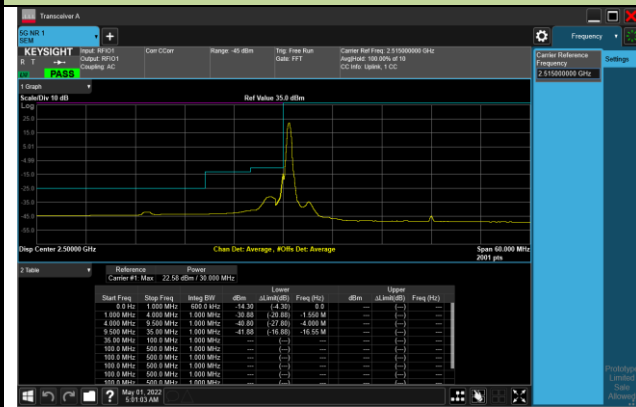 Transceiver A
5G NR 1
SEM
Frequency
KEYSIGHT
R T
PASS
Input: RFIO1
Output: RFIO1
Coupling: AC
Corr CCorr
Range: -45 dBm
Trig: Free Run
Gate: FFT
Carrier Ref Freq: 2.515000000 GHz
Avg|Hold: 100.00% of 10
CC Info: Uplink, 1 CC
Carrier Reference
Frequency
2.515000000 GHz
Settings
1 Graph
Scale/Div 10 dB
Ref Value 35.0 dBm
Log
25.0
15.0
5.01
-4.99
-15.0
-25.0
-35.0
-45.0
-55.0
Disp Center 2.50000 GHz
Chan Det: Average , #Offs Det: Average
Span 60.000 MHz
2001 pts
2 Table
Reference Power
Carrier #1 Max 22.58 dBm / 30.000 MHz
Lower Upper
Start Freq Stop Freq Integ BW dBm ΔLimit(dB) Freq (Hz) dBm ΔLimit(dB) Freq (Hz)
0.0 Hz 1.000 MHz 600.0 kHz -14.30 (-4.30) 0.0 --- (---) ---
1.000 MHz 4.000 MHz 1.000 MHz -30.88 (-20.88) -1.550 M --- (---) ---
4.000 MHz 9.500 MHz 1.000 MHz -40.80 (-27.80) -4.000 M --- (---) ---
9.500 MHz 35.00 MHz 1.000 MHz -41.88 (-16.88) -16.55 M --- (---) ---
35.00 MHz 100.0 MHz 1.000 MHz --- (---) --- --- (---) ---
100.0 MHz 500.0 MHz 1.000 MHz --- (---) --- --- (---) ---
100.0 MHz 500.0 MHz 1.000 MHz --- (---) --- --- (---) ---
100.0 MHz 500.0 MHz 1.000 MHz --- (---) --- --- (---) ---
100.0 MHz 500.0 MHz 1.000 MHz --- (---) --- --- (---) ---
May 01, 2022
5:01:03 AM
Prototype
Limited
Sale
Allowed